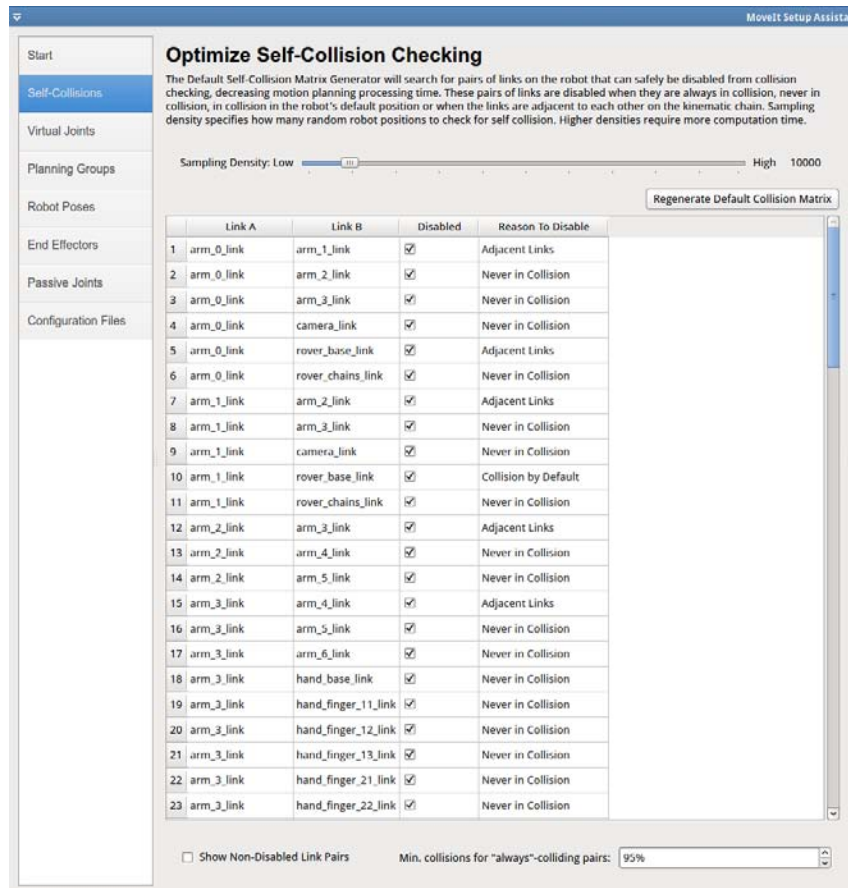 MoveIt Setup Assista
Start
Self-Collisions
Virtual Joints
Planning Groups
Robot Poses
End Effectors
Passive Joints
Configuration Files
Optimize Self-Collision Checking
The Default Self-Collision Matrix Generator will search for pairs of links on the robot that can safely be disabled from collision
checking, decreasing motion planning processing time. These pairs of links are disabled when they are always in collision, never in
collision, in collision in the robot's default position or when the links are adjacent to each other on the kinematic chain. Sampling
density specifies how many random robot positions to check for self collision. Higher densities require more computation time.
Sampling Density: Low High 10000
Regenerate Default Collision Matrix
Link A Link B Disabled Reason To Disable
1 arm_0_link arm_1_link Adjacent Links
2 arm_0_link arm_2_link Never in Collision
3 arm_0_link arm_3_link Never in Collision
4 arm_0_link camera_link Never in Collision
5 arm_0_link rover_base_link Adjacent Links
6 arm_0_link rover_chains_link Never in Collision
7 arm_1_link arm_2_link Adjacent Links
8 arm_1_link arm_3_link Never in Collision
9 arm_1_link camera_link Never in Collision
10 arm_1_link rover_base_link Collision by Default
11 arm_1_link rover_chains_link Never in Collision
12 arm_2_link arm_3_link Adjacent Links
13 arm_2_link arm_4_link Never in Collision
14 arm_2_link arm_5_link Never in Collision
15 arm_3_link arm_4_link Adjacent Links
16 arm_3_link arm_5_link Never in Collision
17 arm_3_link arm_6_link Never in Collision
18 arm_3_link hand_base_link Never in Collision
19 arm_3_link hand_finger_11_link Never in Collision
20 arm_3_link hand_finger_12_link Never in Collision
21 arm_3_link hand_finger_13_link Never in Collision
22 arm_3_link hand_finger_21_link Never in Collision
23 arm_3_link hand_finger_22_link Never in Collision
Show Non-Disabled Link Pairs Min. collisions for "always"-colliding pairs: 95%